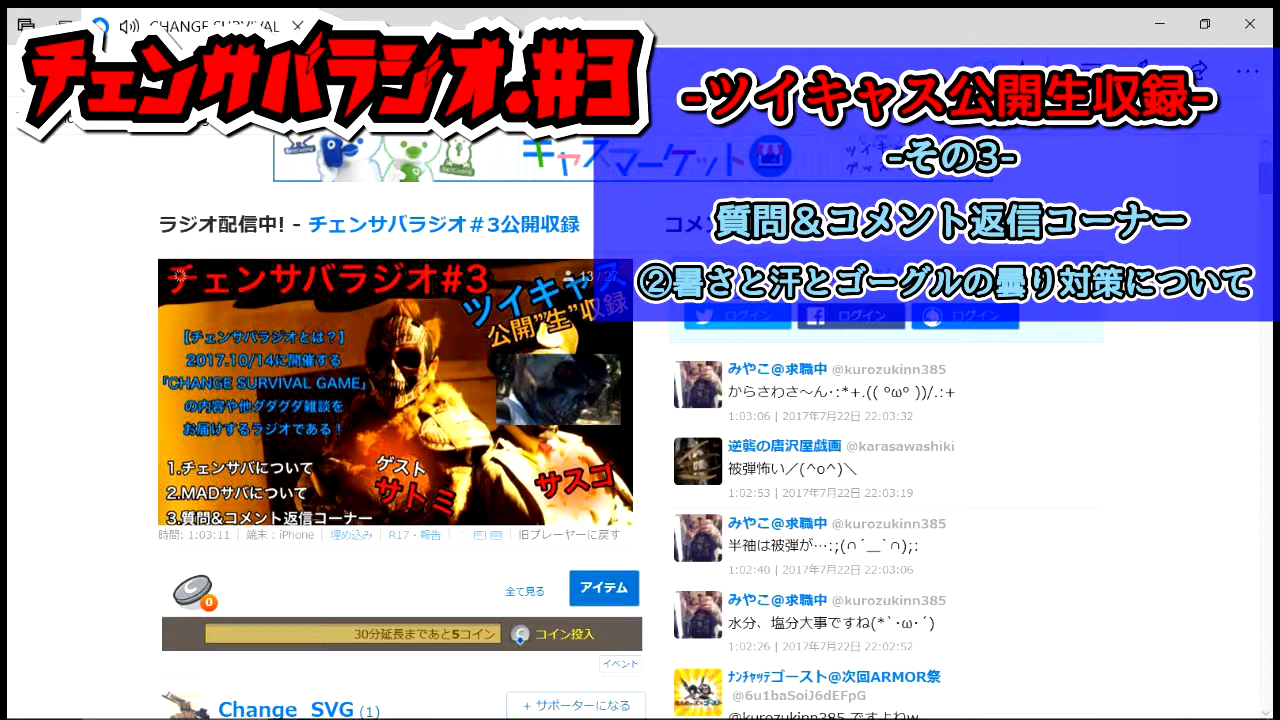 CHANGE SURVIVAL
チェンサバラジオ.#3
-ツイキャス公開生収録-
-その3-
質問＆コメント返信コーナー
②暑さと汗とゴーグルの曇り対策について
キャスマーケット
ラジオ配信中! - チェンサバラジオ＃3公開収録
コメン
チェンサバラジオ#3
ツイキャス
公開"生"収録
【チェンサバラジオとは？】
2017.10/14に開催する
「CHANGE SURVIVAL GAME」
の内容や他グダグダ雑談を
お届けするラジオである！
1.チェンサバについて
2.MADサバについて
3.質問&コメント返信コーナー
ゲスト
サトミ
サスゴ
時間: 1:03:11 | 端末：iPhone | 埋め込み | R17・報告 | 旧プレーヤーに戻す
0
全て見る
アイテム
30分延長まであと5コイン
コイン投入
イベント
Change_SVG (1)
+ サポーターになる
ログイン
ログイン
ログイン
みやこ@求職中 @kurozukinn385
からさわさ～ん･:*+.(( °ω° ))/.:+
1:03:06 | 2017年7月22日 22:03:32
逆襲の唐沢屋戯画 @karasawashiki
被弾怖い／(^o^)＼
1:02:53 | 2017年7月22日 22:03:19
みやこ@求職中 @kurozukinn385
半袖は被弾が…:;(∩´﹏`∩);:
1:02:40 | 2017年7月22日 22:03:06
みやこ@求職中 @kurozukinn385
水分、塩分大事ですね(*`･ω･´)
1:02:26 | 2017年7月22日 22:02:52
ﾅﾝﾁｬｯﾃゴースト@次回ARMOR祭
@6u1baSoiJ6dEFpG
@kurozukinn385 ですよねw